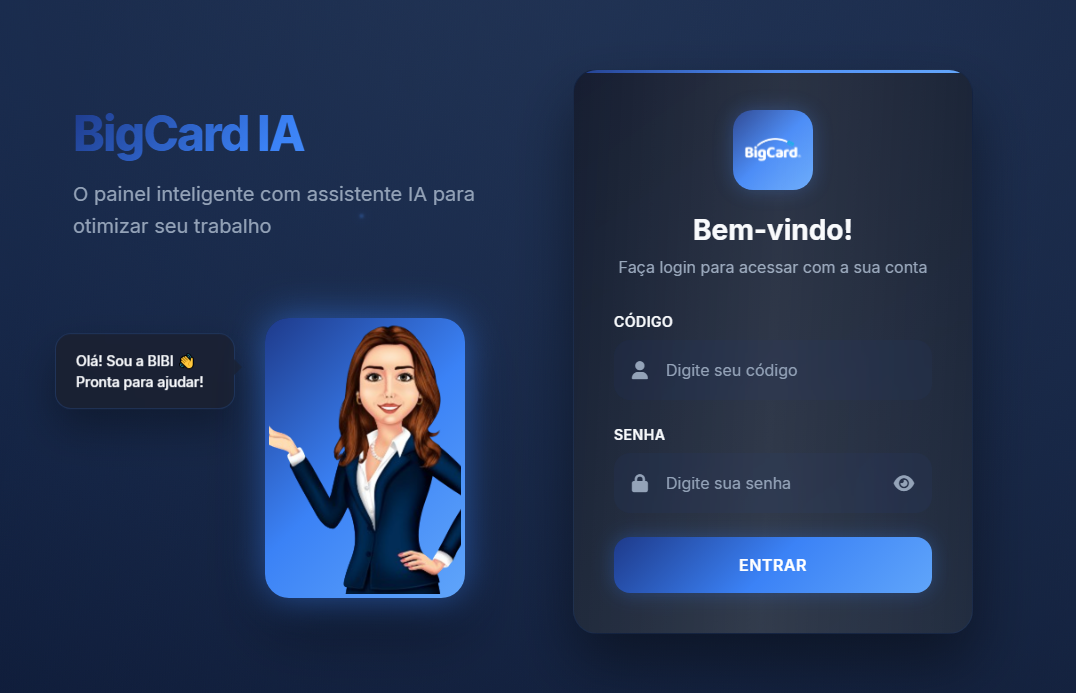 BigCard IA
O painel inteligente com assistente IA para
otimizar seu trabalho
Olá! Sou a BIBI 👋
Pronta para ajudar!
BigCard
Bem-vindo!
Faça login para acessar com a sua conta
CÓDIGO
Digite seu código
SENHA
Digite sua senha
ENTRAR